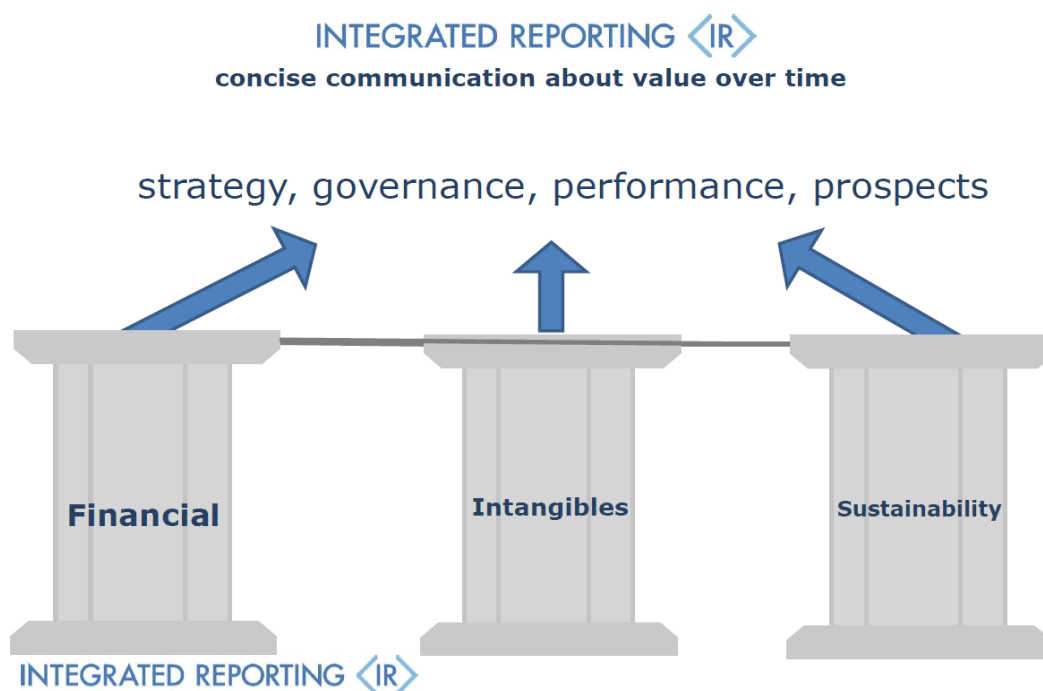 INTEGRATED REPORTING <IR>
concise communication about value over time
strategy, governance, performance, prospects
Financial
Intangibles
Sustainability
INTEGRATED REPORTING <IR>